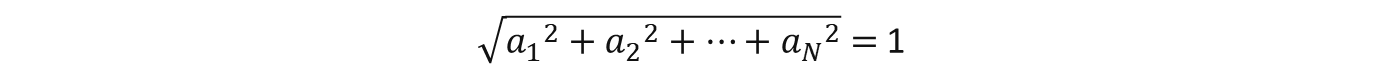 √(a₁² + a₂² + ⋯ + a_N²) = 1